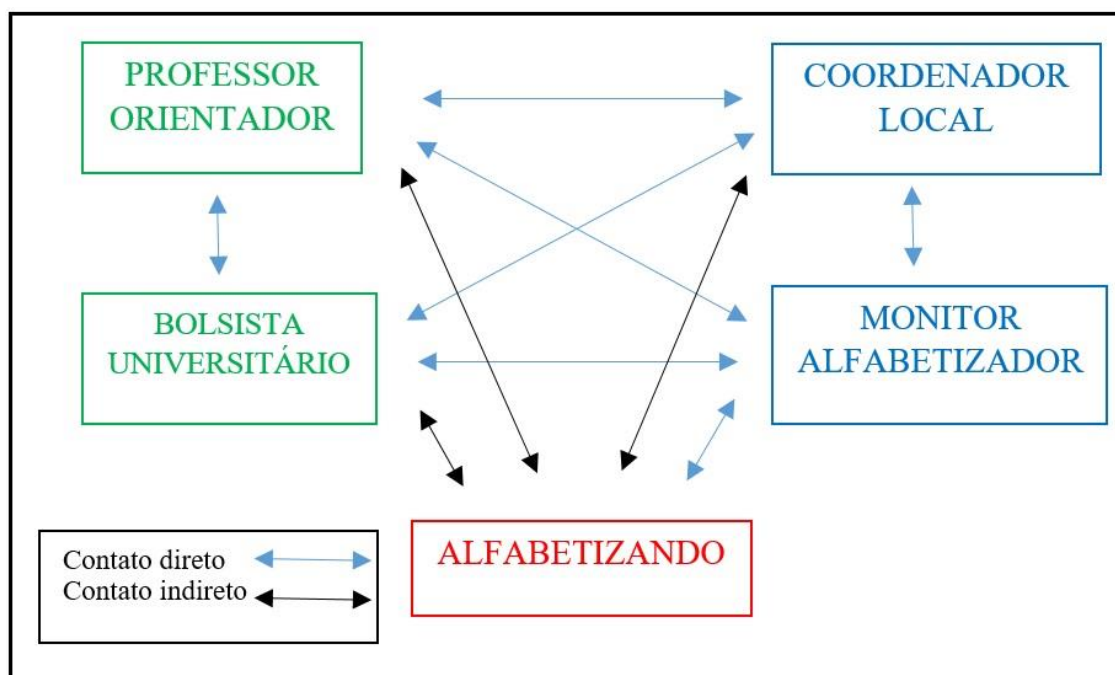 PROFESSOR
ORIENTADOR
COORDENADOR
LOCAL
BOLSISTA
UNIVERSITÁRIO
MONITOR
ALFABETIZADOR
ALFABETIZANDO
Contato direto
Contato indireto